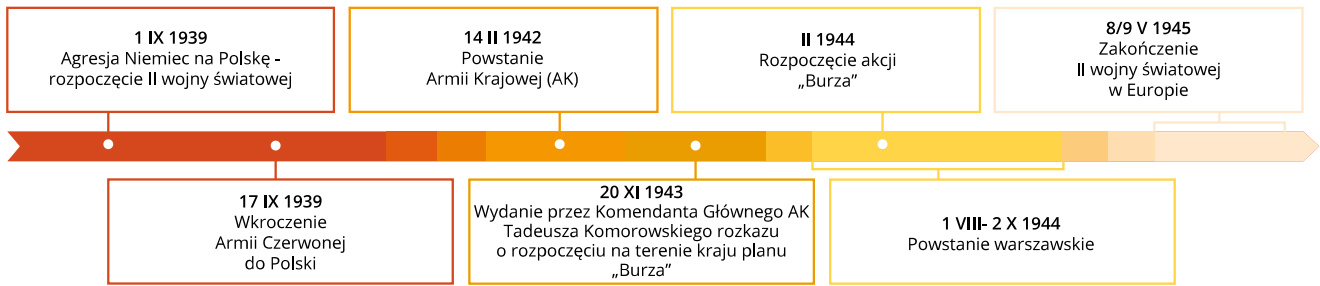 1 IX 1939
Agresja Niemiec na Polskę -
rozpoczęcie II wojny światowej
14 II 1942
Powstanie
Armii Krajowej (AK)
II 1944
Rozpoczęcie akcji
„Burza”
8/9 V 1945
Zakończenie
II wojny światowej
w Europie
17 IX 1939
Wkroczenie
Armii Czerwonej
do Polski
20 XI 1943
Wydanie przez Komendanta Głównego AK
Tadeusza Komorowskiego rozkazu
o rozpoczęciu na terenie kraju planu
„Burza”
1 VIII- 2 X 1944
Powstanie warszawskie